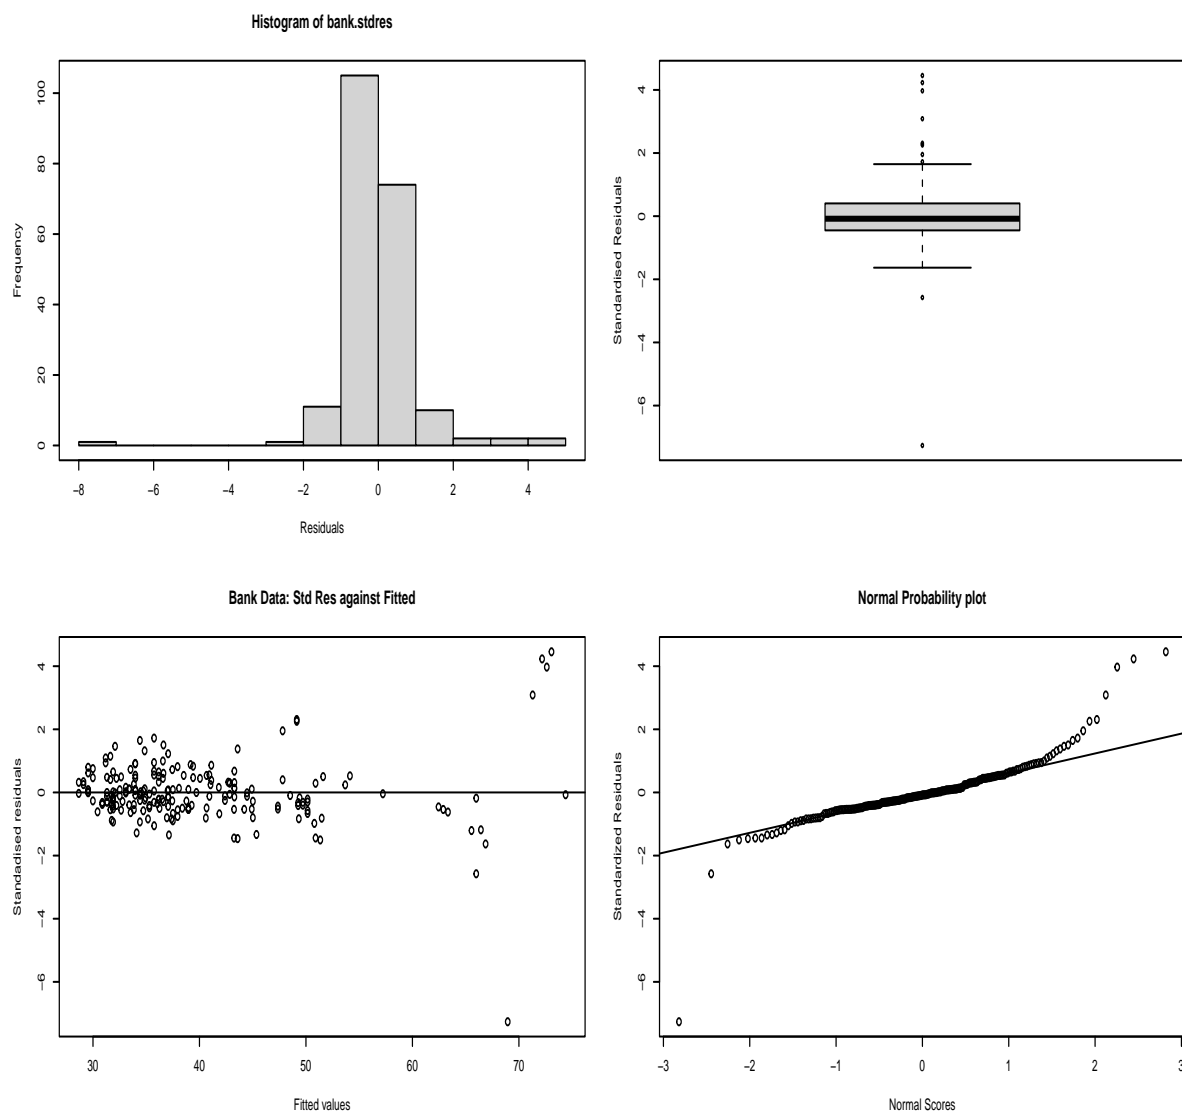 Histogram of bank.stdres
Frequency
0 20 40 60 80 100
−8 −6 −4 −2 0 2 4
Residuals
Standardised Residuals
−6 −4 −2 0 2 4
Bank Data: Std Res against Fitted
Standadised residuals
−6 −4 −2 0 2 4
30 40 50 60 70
Fitted values
Normal Probability plot
Standardized Residuals
−6 −4 −2 0 2 4
−3 −2 −1 0 1 2 3
Normal Scores